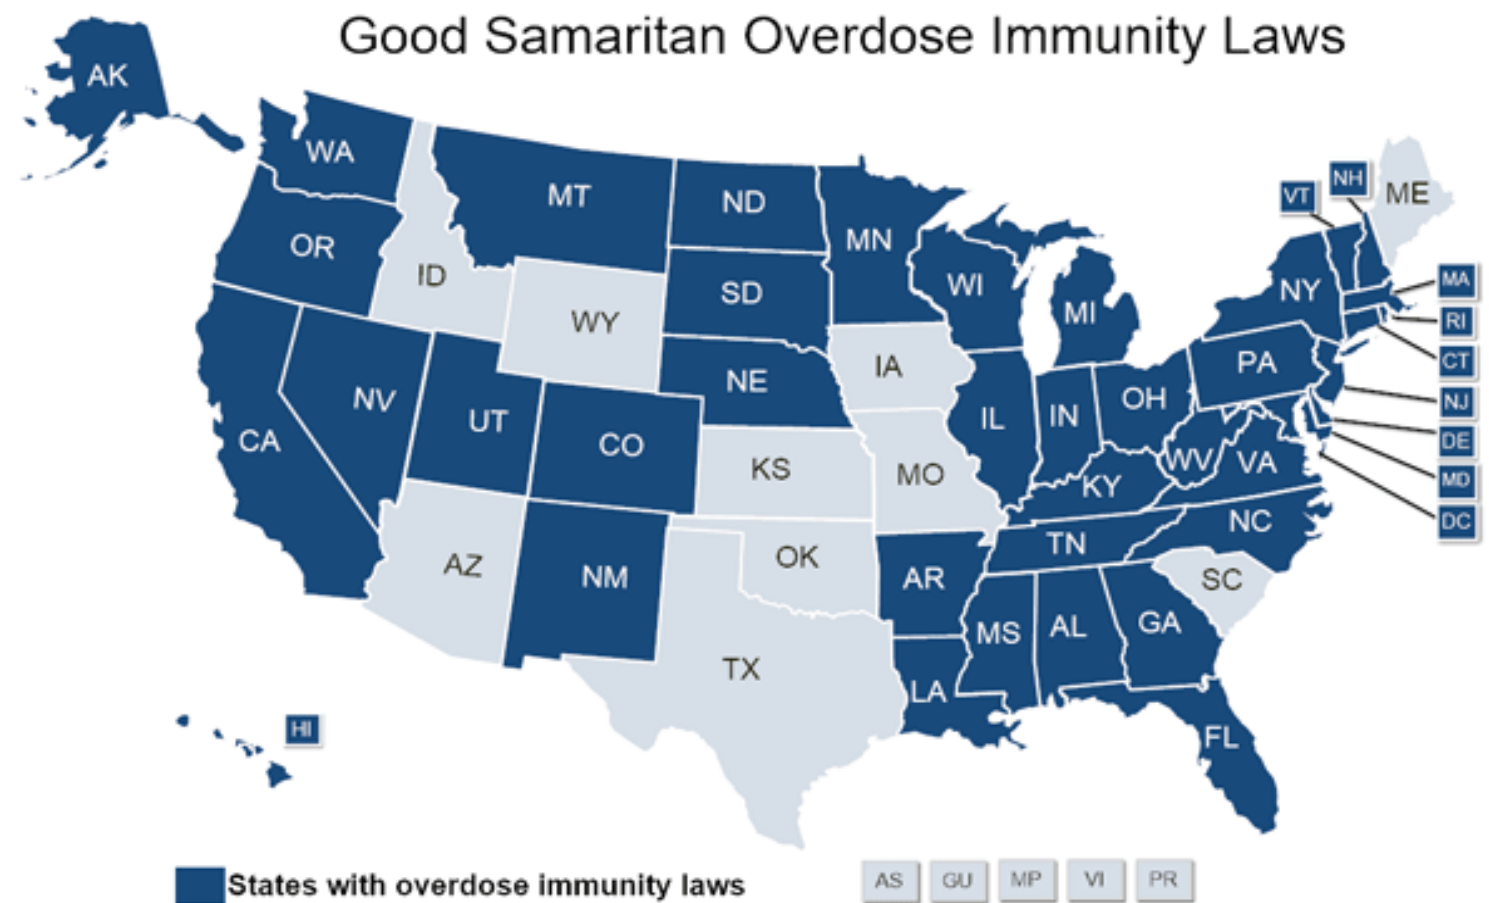 Good Samaritan Overdose Immunity Laws
AK
WA
MT
ND
MN
OR
ID
WY
SD
WI
MI
VT
NH
ME
NY
MA
RI
CT
NJ
DE
MD
DC
CA
NV
UT
CO
NE
IA
IL
IN
OH
PA
KS
MO
KY
WV
VA
AZ
NM
OK
AR
TN
NC
SC
TX
LA
MS
AL
GA
FL
HI
States with overdose immunity laws
AS
GU
MP
VI
PR